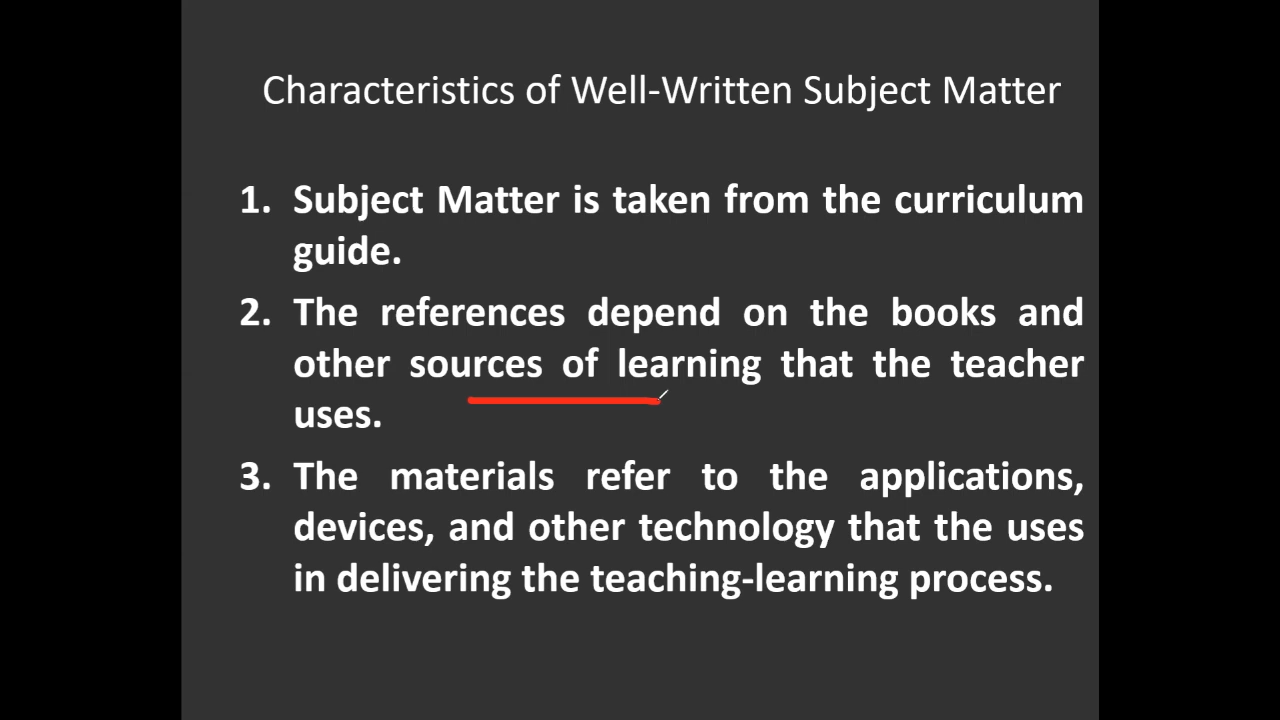 Characteristics of Well-Written Subject Matter
1. Subject Matter is taken from the curriculum
guide.
2. The references depend on the books and
other sources of learning that the teacher
uses.
3. The materials refer to the applications,
devices, and other technology that the uses
in delivering the teaching-learning process.